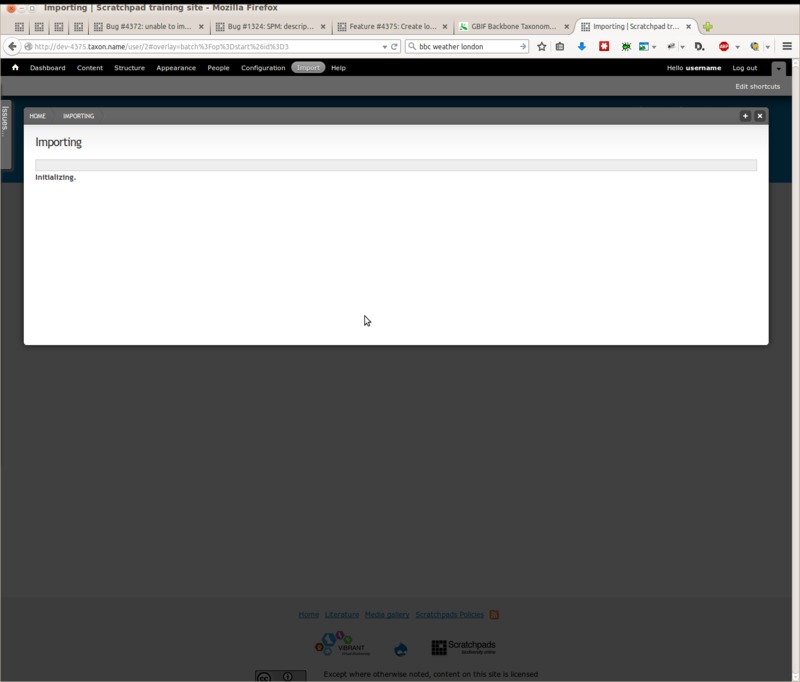 Importing | Scratchpad training site - Mozilla Firefox
Bug #4372: unable to im... Bug #1324: SPM: descrip... Feature #4375: Create lo... GBIF Backbone Taxonom... Importing | Scratchpad tr...
http://dev-4375.taxon.name/user/2#overlay=batch%3Fop%3Dstart%26id%3D3 bbc weather london
Dashboard Content Structure Appearance People Configuration Import Help Hello username Log out
Edit shortcuts
Issues...
HOME IMPORTING
Importing
Initializing.
Home Literature Media gallery Scratchpads Policies
VIBRANT Scratchpads
Except where otherwise noted, content on this site is licensed